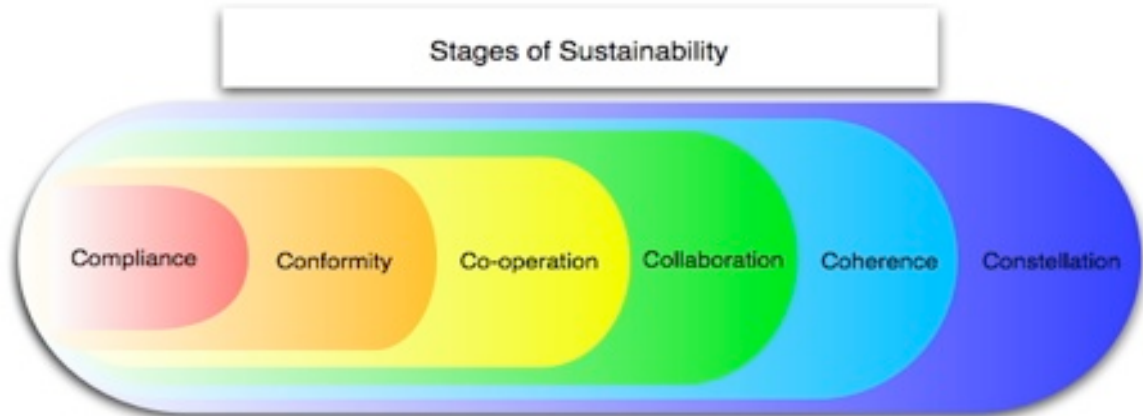 Stages of Sustainability
Compliance Conformity Co-operation Collaboration Coherence Constellation